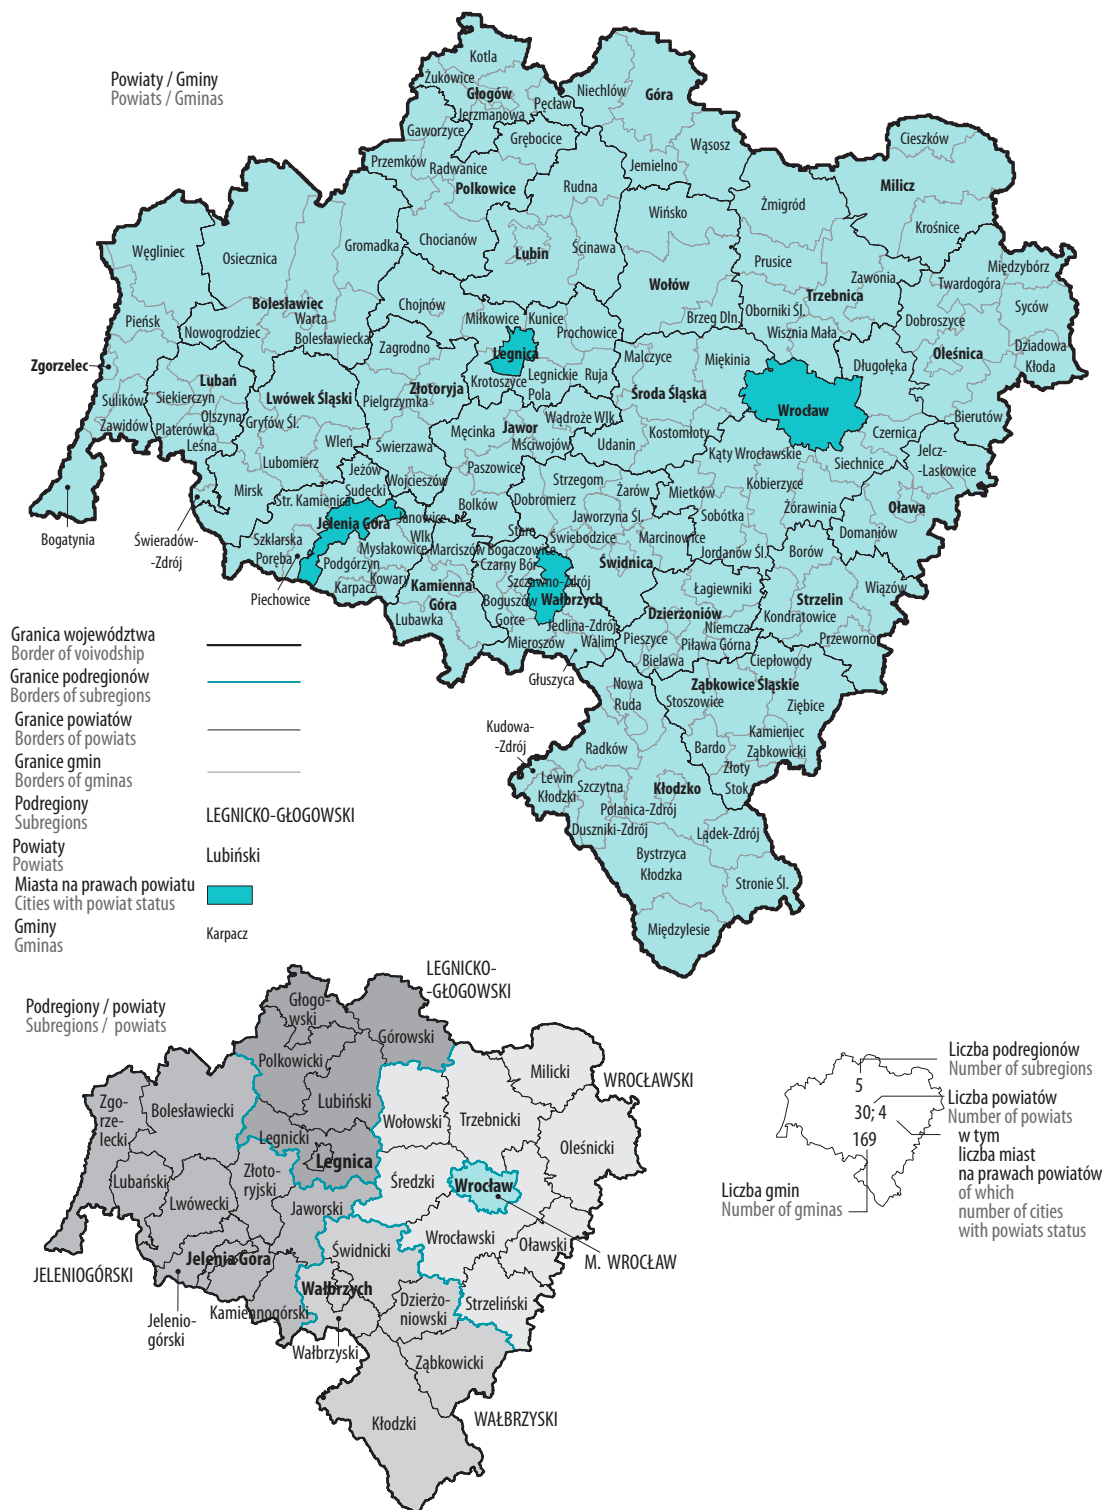 Powiaty / Gminy
Powiats / Gminas
Kotla
Żukowice
Głogów
Pęcław
Niechlów
Góra
Jerzmanowa
Gaworzyce
Grębocice
Wąsosz
Cieszków
Przemków
Radwanice
Jemielno
Polkowice
Rudna
Milicz
Wińsko
Żmigród
Krośnice
Węgliniec
Osiecznica
Gromadka
Chocianów
Lubin
Ścinawa
Prusice
Zawonia
Międzybórz
Twardogóra
Wołów
Trzebnica
Bolesławiec
Chojnów
Syców
Pieńsk
Nowogrodziec
Warta
Bolesławiecka
Miłkowice
Kunice
Prochowice
Brzeg Dln.
Oborniki Śl.
Wisznia Mała
Dobroszyce
Zagrodno
Legnica
Malczyce
Miękinia
Oleśnica
Dziadowa
Kłoda
Zgorzelec
Długołęka
Lubań
Lwówek Śląski
Złotoryja
Krotoszyce
Legnickie
Pola
Ruja
Środa Śląska
Wrocław
Sulików
Siekierczyn
Pielgrzymka
Zawidów
Platerówka
Olszyna
Gryfów Śl.
Leśna
Wądroże Wlk.
Męcinka
Jawor
Mściwojów
Kostomłoty
Udanin
Bierutów
Czernica
Wleń
Świerzawa
Lubomierz
Jeżów
Sudecki
Wojcieszów
Paszowice
Kąty Wrocławskie
Siechnice
Jelcz-
-Laskowice
Mirsk
Str. Kamienica
Bolków
Strzegom
Dobromierz
Żarów
Mietków
Kobierzyce
Żórawinia
Oława
Bogatynia
Świeradów-
-Zdrój
Jelenia Góra
Janowice
Wlk.
Stare
Bogaczowice
Jaworzyna Śl.
Świebodzice
Marcinowice
Sobótka
Domaniów
Szklarska
Poręba
Mysłakowice
Marciszów
Jordanów Śl.
Borów
Podgórzyn
Piechowice
Karpacz
Kowary
Kamienna
Góra
Czarny Bór
Szczawno-Zdrój
Świdnica
Łagiewniki
Strzelin
Wiązów
Lubawka
Boguszów
Gorce
Wałbrzych
Dzierżoniów
Kondratowice
Jedlina-Zdrój
Mieroszów
Walim
Pieszyce
Niemcza
Piława Górna
Przeworno
Bielawa
Ciepłowody
Głuszyca
Nowa
Ruda
Ząbkowice Śląskie
Stoszowice
Ziębice
Kudowa-
-Zdrój
Radków
Bardo
Kamieniec
Ząbkowicki
Złoty
Stok
Lewin
Kłodzki
Szczytna
Kłodzko
Polanica-Zdrój
Duszniki-Zdrój
Lądek-Zdrój
Bystrzyca
Kłodzka
Stronie Śl.
Międzylesie
Granica województwa
Border of voivodship
Granice podregionów
Borders of subregions
Granice powiatów
Borders of powiats
Granice gmin
Borders of gminas
Podregiony
Subregions
LEGNICKO-GŁOGOWSKI
Powiaty
Powiats
Lubiński
Miasta na prawach powiatu
Cities with powiat status
Gminy
Gminas
Karpacz
Podregiony / powiaty
Subregions / powiats
LEGNICKO-
-GŁOGOWSKI
Głogo-
wski
Górowski
Polkowicki
Milicki
WROCŁAWSKI
Zgo-
rze-
lecki
Bolesławiecki
Lubiński
Wołowski
Trzebnicki
Legnicki
Legnica
Oleśnicki
Lubański
Lwówecki
Złoto-
ryjski
Średzki
Wrocław
Jaworski
Wrocławski
Oławski
M. WROCŁAW
JELENIOGÓRSKI
Jelenia Góra
Świdnicki
Jelenio-
górski
Kamiennogórski
Wałbrzych
Dzierżo-
niowski
Strzeliński
Wałbrzyski
Ząbkowicki
Kłodzki
WAŁBRZYSKI
Liczba podregionów
Number of subregions
5
Liczba powiatów
Number of powiats
30; 4
w tym
liczba miast
na prawach powiatów
of which
number of cities
with powiats status
169
Liczba gmin
Number of gminas